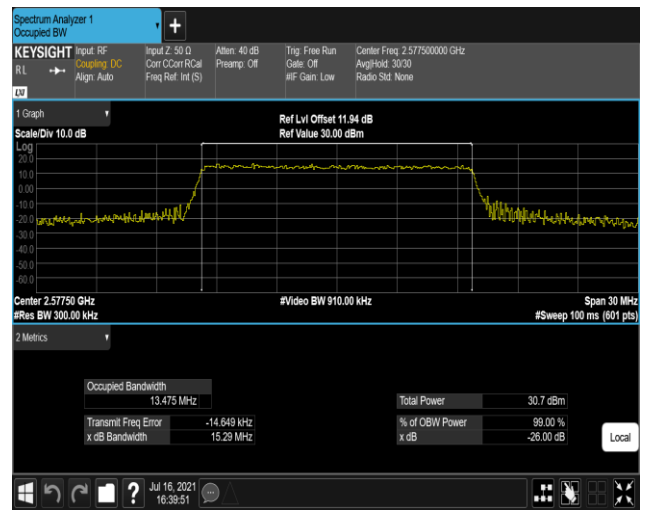 Spectrum Analyzer 1
Occupied BW
KEYSIGHT Input: RF Input Z: 50 Ω Atten: 40 dB Trig: Free Run Center Freq: 2.577500000 GHz
RL Coupling: DC Corr CCorr RCal Preamp: Off Gate: Off Avg|Hold: 30/30
Align: Auto Freq Ref: Int (S) #IF Gain: Low Radio Std: None
LXI
1 Graph
Ref Lvl Offset 11.94 dB
Scale/Div 10.0 dB Ref Value 30.00 dBm
Log
20.0
10.0
0.00
-10.0
-20.0
-30.0
-40.0
-50.0
-60.0
Center 2.57750 GHz #Video BW 910.00 kHz Span 30 MHz
#Res BW 300.00 kHz #Sweep 100 ms (601 pts)
2 Metrics
Occupied Bandwidth
13.475 MHz Total Power 30.7 dBm
Transmit Freq Error -14.649 kHz % of OBW Power 99.00 %
x dB Bandwidth 15.29 MHz x dB -26.00 dB
Local
? Jul 16, 2021
16:39:51